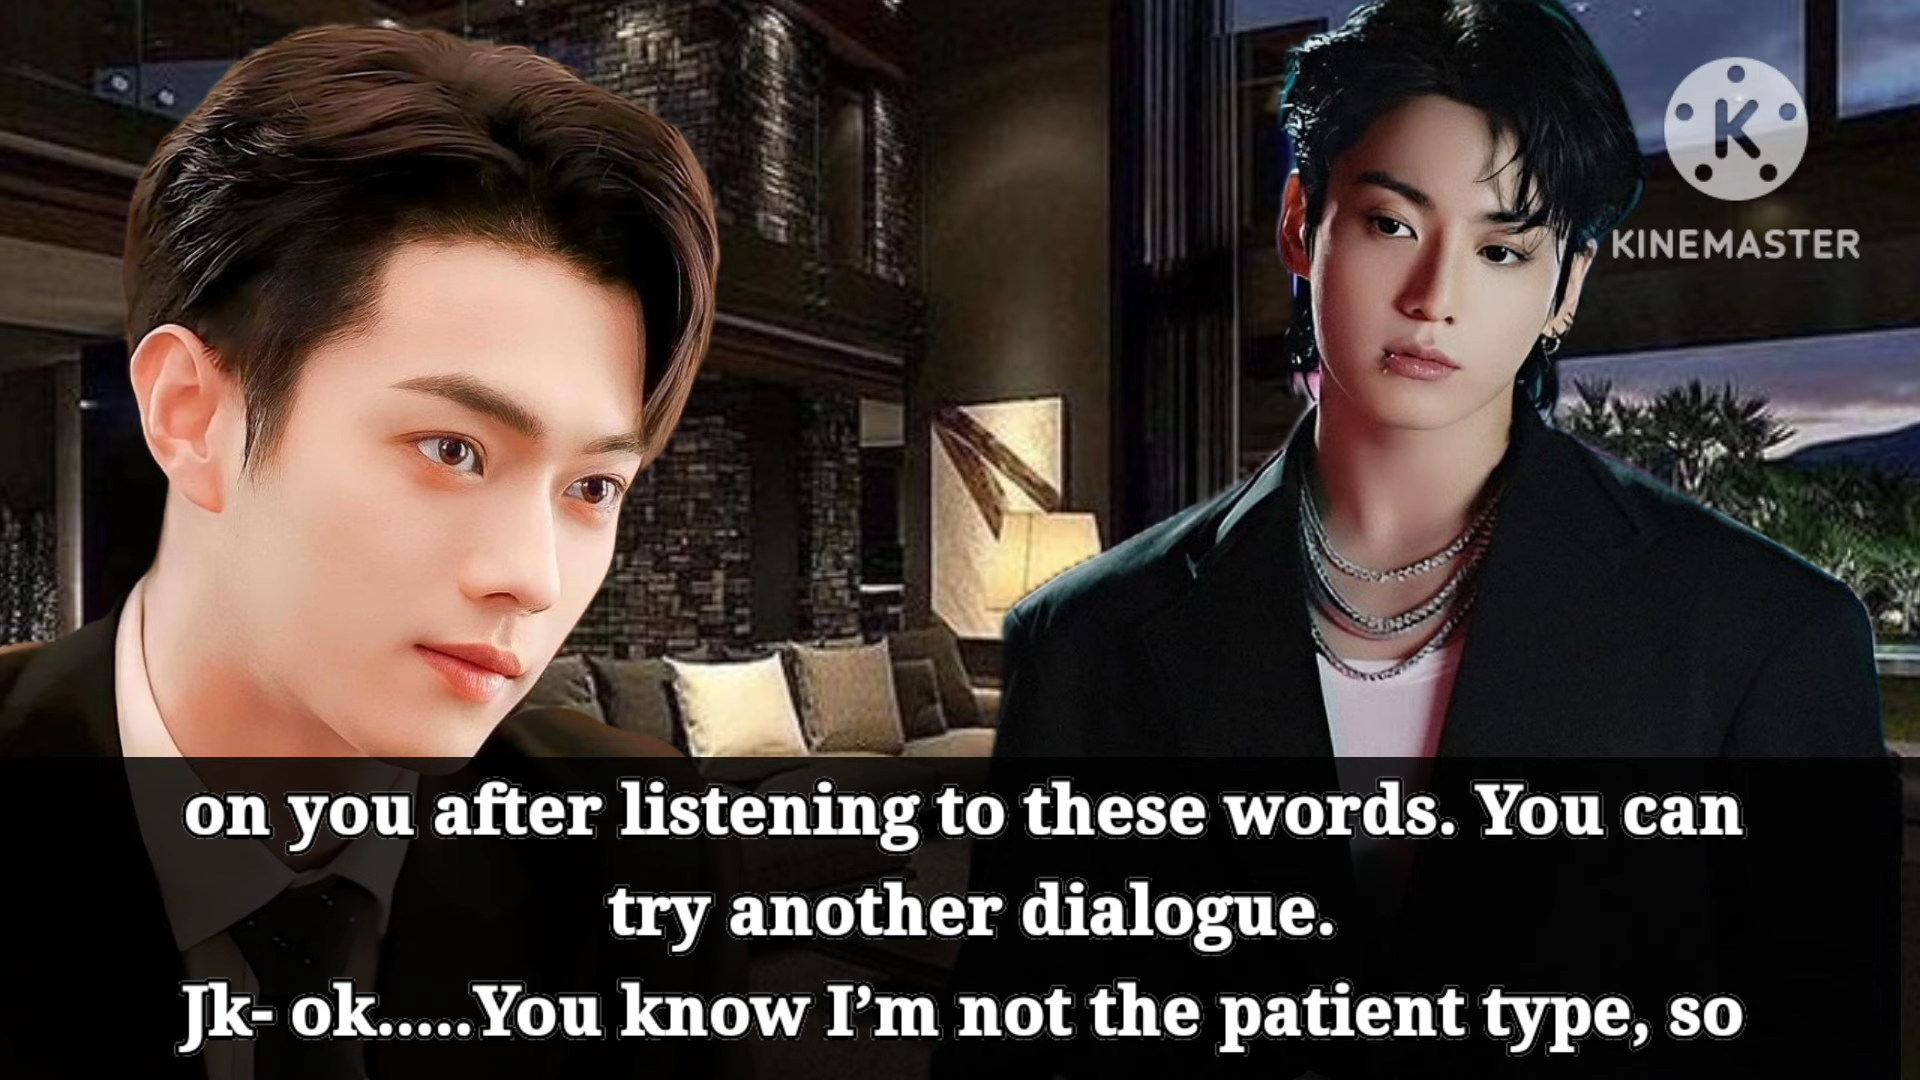 K
KINEMASTER
on you after listening to these words. You can
try another dialogue.
Jk- ok.....You know I’m not the patient type, so